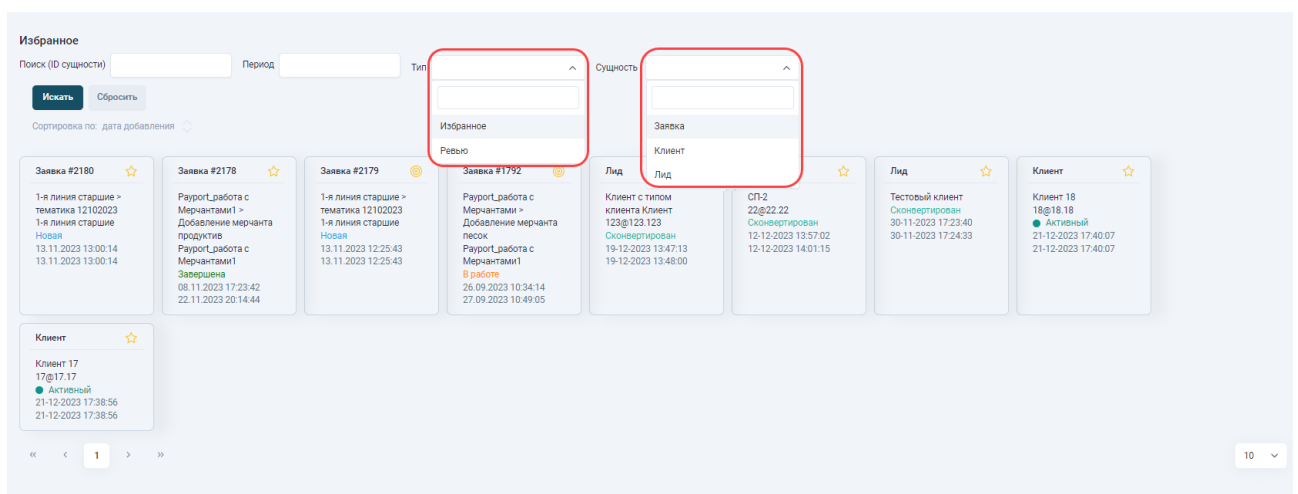 Избранное
Поиск (ID сущности)
Период
Тип
Сущность
Искать
Сбросить
Сортировка по: дата добавления
Избранное
Ревью
Заявка
Клиент
Лид
Заявка #2180
1-я линия старшие >
тематика 12102023
1-я линия старшие
Новая
13.11.2023 13:00:14
13.11.2023 13:00:14
Заявка #2178
Payport_работа с
Мерчантами1 >
Добавление мерчанта
продуктив
Payport_работа с
Мерчантами1
Завершена
08.11.2023 17:23:42
22.11.2023 20:14:44
Заявка #2179
1-я линия старшие >
тематика 12102023
1-я линия старшие
Новая
13.11.2023 12:25:43
13.11.2023 12:25:43
Заявка #1792
Payport_работа с
Мерчантами >
Добавление мерчанта
песок
Payport_работа с
Мерчантами1
В работе
26.09.2023 10:34:14
27.09.2023 10:49:05
Лид
Клиент с типом
клиента Клиент
123@123.123
Сконвертирован
19-12-2023 13:47:13
19-12-2023 13:48:00
СП-2
22@22.22
Сконвертирован
12-12-2023 13:57:02
12-12-2023 14:01:15
Лид
Тестовый клиент
Сконвертирован
30-11-2023 17:23:40
30-11-2023 17:24:33
Клиент
Клиент 18
18@18.18
Активный
21-12-2023 17:40:07
21-12-2023 17:40:07
Клиент
Клиент 17
17@17.17
Активный
21-12-2023 17:38:56
21-12-2023 17:38:56
« ‹ 1 › »
10